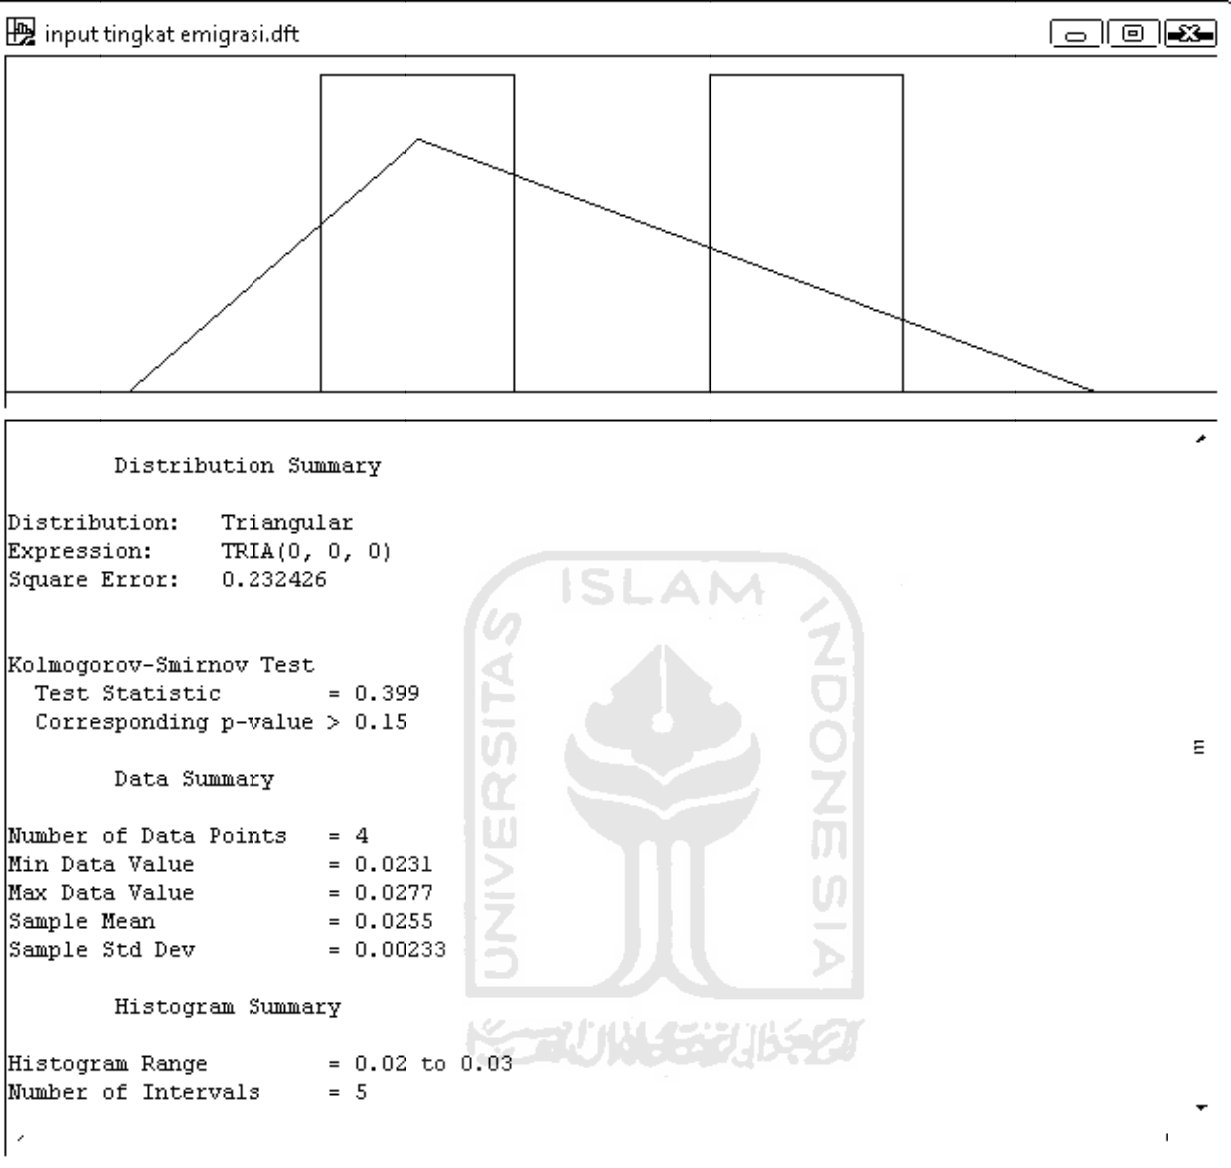 input tingkat emigrasi.dft
Distribution Summary
Distribution: Triangular
Expression: TRIA(0, 0, 0)
Square Error: 0.232426
Kolmogorov-Smirnov Test
Test Statistic = 0.399
Corresponding p-value > 0.15
Data Summary
Number of Data Points = 4
Min Data Value = 0.0231
Max Data Value = 0.0277
Sample Mean = 0.0255
Sample Std Dev = 0.00233
Histogram Summary
Histogram Range = 0.02 to 0.03
Number of Intervals = 5
UNIVERSITAS
ISLAM
INDONESIA